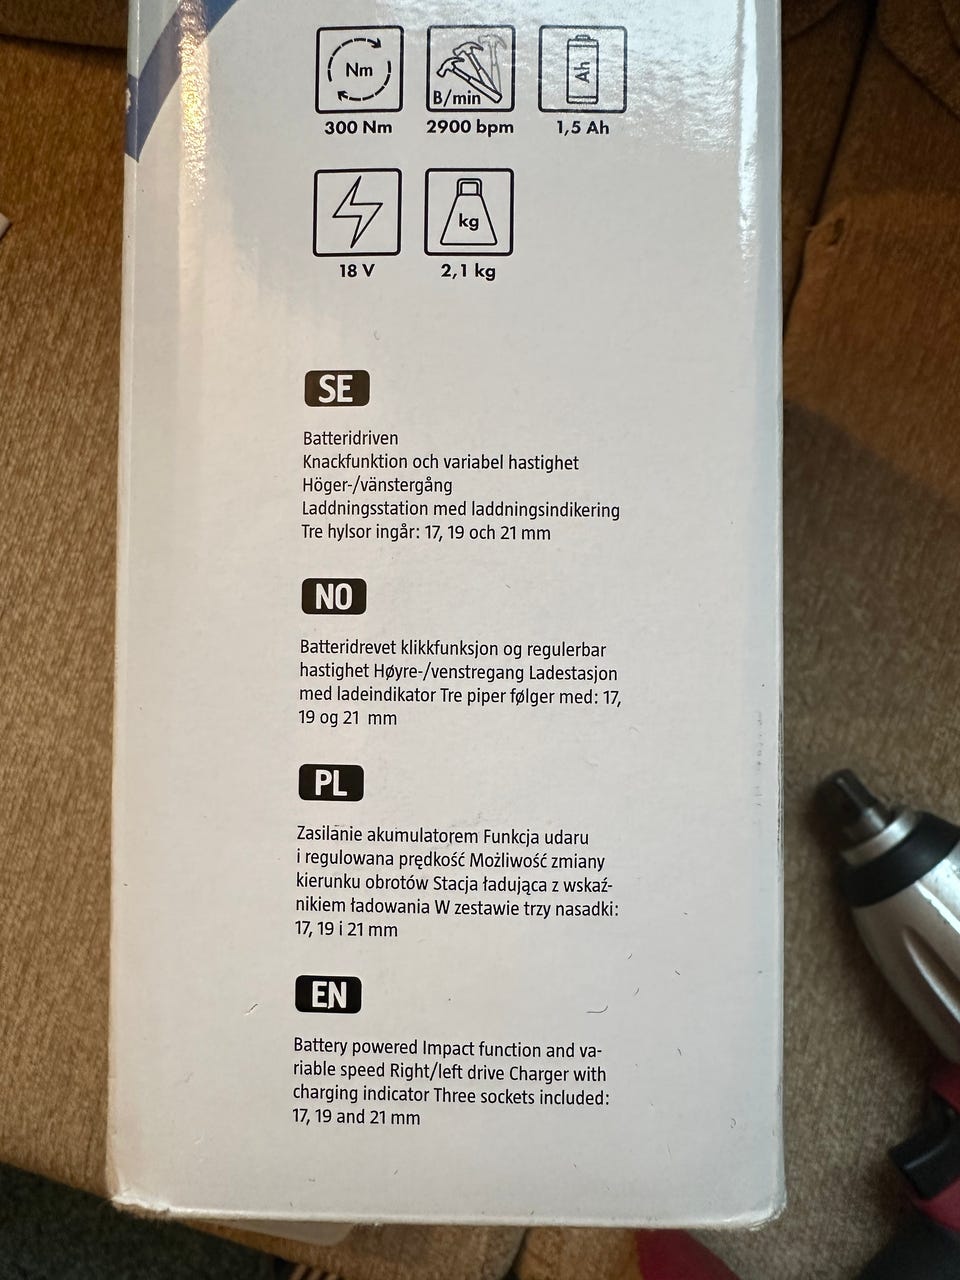 Nm
B/min
Ah
300 Nm
2900 bpm
1,5 Ah
kg
18 V
2,1 kg
SE
Batteridriven
Knackfunktion och variabel hastighet
Höger-/vänstergång
Laddningsstation med laddningsindikering
Tre hylsor ingår: 17, 19 och 21 mm
NO
Batteridrevet klikkfunksjon og regulerbar
hastighet Høyre-/venstregang Ladestasjon
med ladeindikator Tre piper følger med: 17,
19 og 21 mm
PL
Zasilanie akumulatorem Funkcja udaru
i regulowana prędkość Możliwość zmiany
kierunku obrotów Stacja ładująca z wskaź-
nikiem ładowania W zestawie trzy nasadki:
17, 19 i 21 mm
EN
Battery powered Impact function and va-
riable speed Right/left drive Charger with
charging indicator Three sockets included:
17, 19 and 21 mm